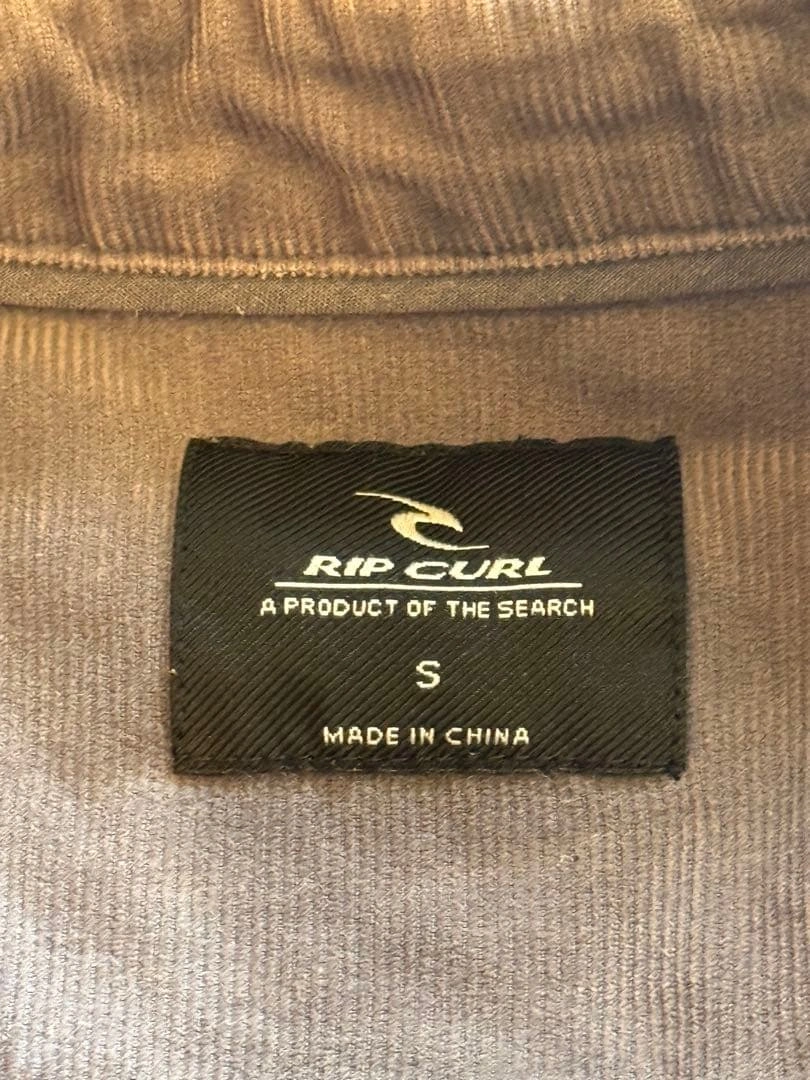 RIP CURL
A PRODUCT OF THE SEARCH
S
MADE IN CHINA